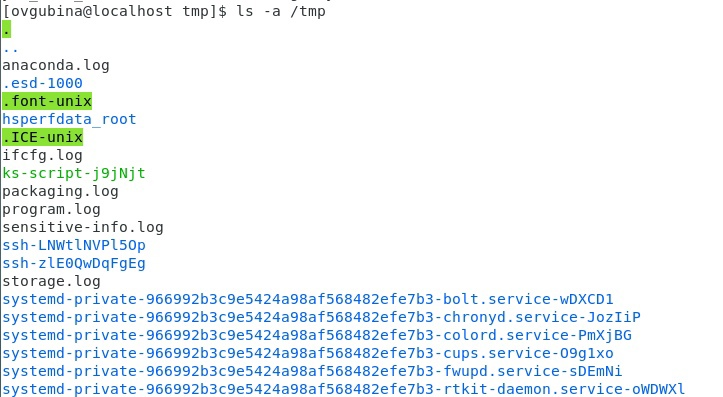 [ovgubina@localhost tmp]$ ls -a /tmp
.
..
anaconda.log
.esd-1000
.font-unix
hsperfdata_root
.ICE-unix
ifcfg.log
ks-script-j9jNjt
packaging.log
program.log
sensitive-info.log
ssh-LNWtlNVPl5Op
ssh-zlE0QwDqFgEg
storage.log
systemd-private-966992b3c9e5424a98af568482efe7b3-bolt.service-wDXCD1
systemd-private-966992b3c9e5424a98af568482efe7b3-chronyd.service-JozIiP
systemd-private-966992b3c9e5424a98af568482efe7b3-colord.service-PmXjBG
systemd-private-966992b3c9e5424a98af568482efe7b3-cups.service-O9g1xo
systemd-private-966992b3c9e5424a98af568482efe7b3-fwupd.service-sDEmNi
systemd-private-966992b3c9e5424a98af568482efe7b3-rtkit-daemon.service-oWDWXl